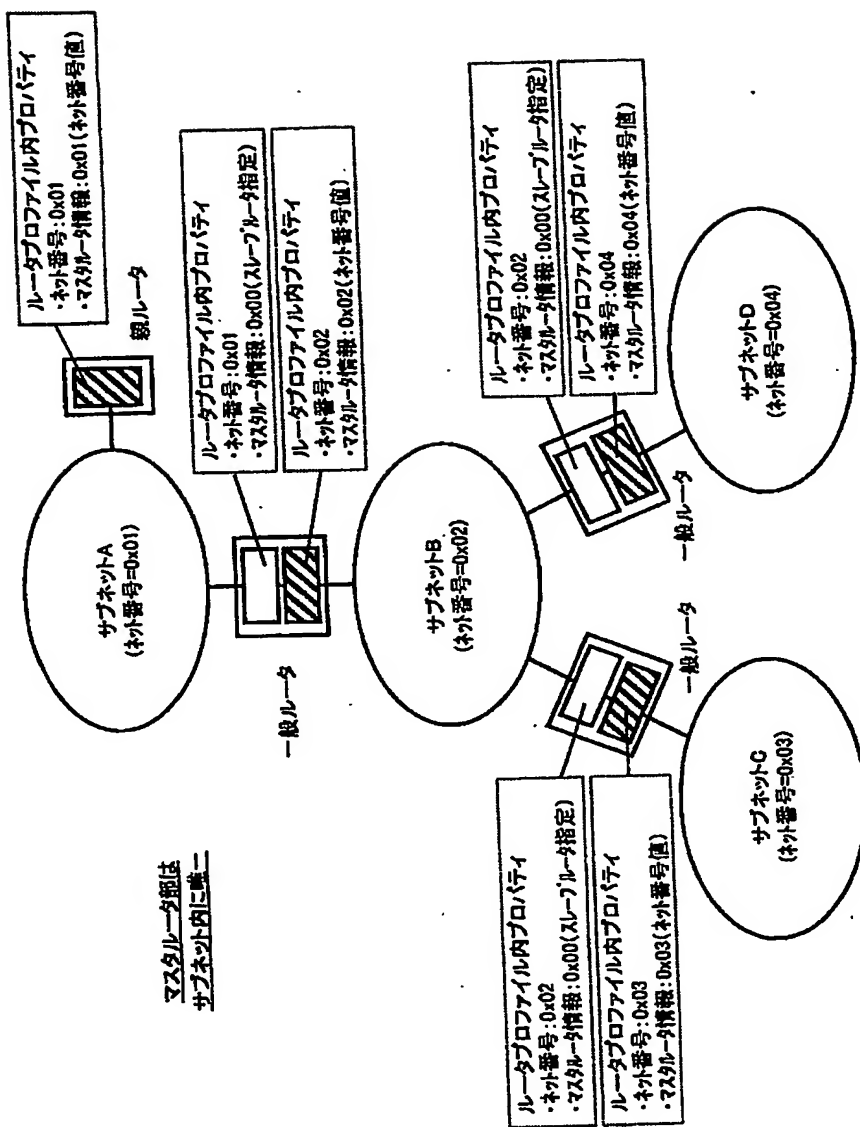 マスタルータ部は
サブネット内に唯一
ルータプロファイル内プロパティ
・ネット番号:0x01
・マスタルータ情報:0x01(ネット番号値)
親ルータ
サブネットA
(ネット番号=0x01)
ルータプロファイル内プロパティ
・ネット番号:0x01
・マスタルータ情報:0x00(スレーブルータ指定)
ルータプロファイル内プロパティ
・ネット番号:0x02
・マスタルータ情報:0x02(ネット番号値)
一般ルータ
サブネットB
(ネット番号=0x02)
ルータプロファイル内プロパティ
・ネット番号:0x02
・マスタルータ情報:0x00(スレーブルータ指定)
ルータプロファイル内プロパティ
・ネット番号:0x03
・マスタルータ情報:0x03(ネット番号値)
一般ルータ
サブネットC
(ネット番号=0x03)
ルータプロファイル内プロパティ
・ネット番号:0x02
・マスタルータ情報:0x00(スレーブルータ指定)
ルータプロファイル内プロパティ
・ネット番号:0x04
・マスタルータ情報:0x04(ネット番号値)
一般ルータ
サブネットD
(ネット番号=0x04)